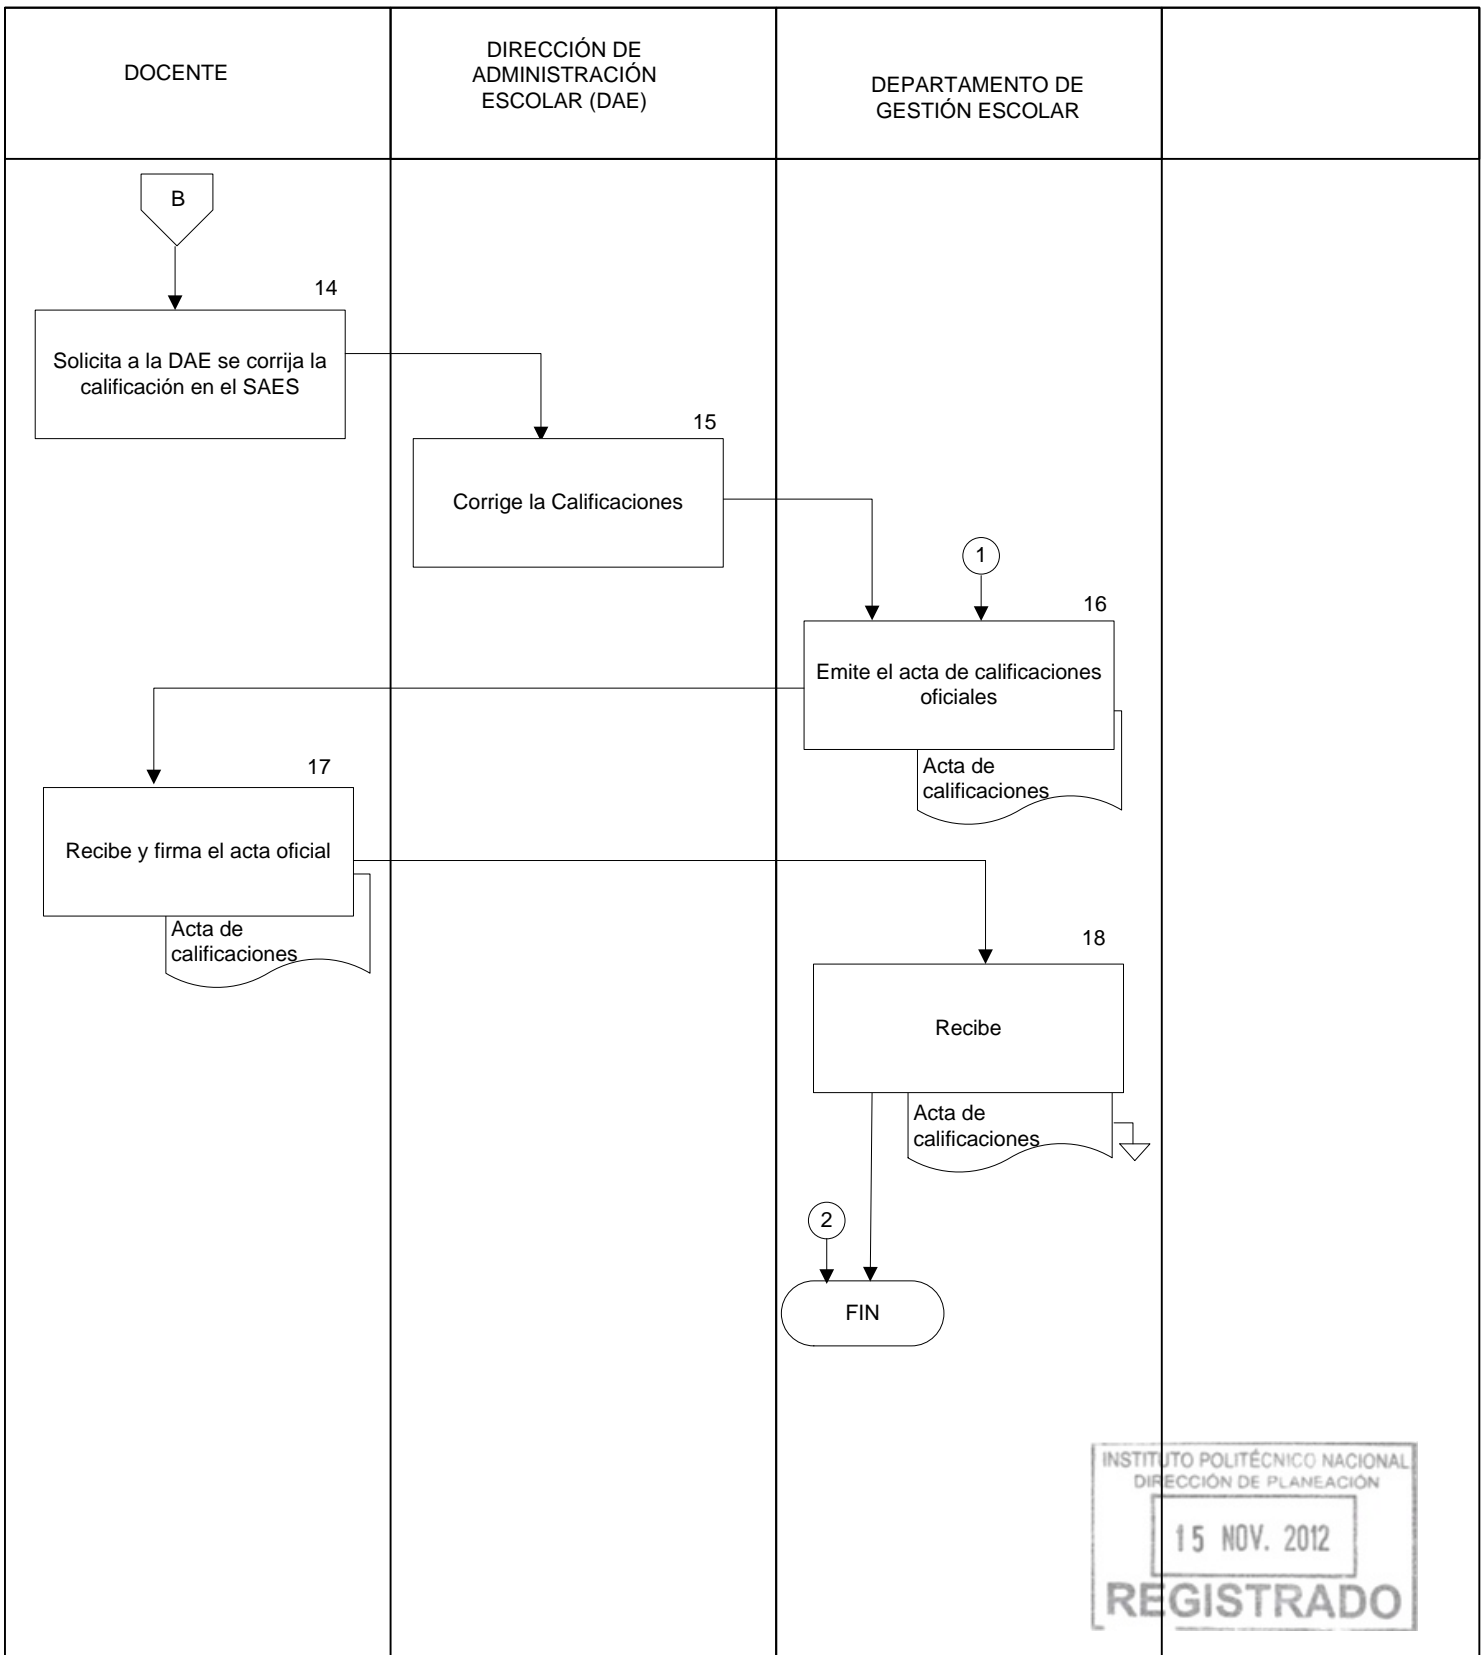 DOCENTE
DIRECCIÓN DE
ADMINISTRACIÓN
ESCOLAR (DAE)
DEPARTAMENTO DE
GESTIÓN ESCOLAR
B
14
Solicita a la DAE se corrija la
calificación en el SAES
15
Corrige la Calificaciones
1
16
Emite el acta de calificaciones
oficiales
Acta de
calificaciones
17
Recibe y firma el acta oficial
Acta de
calificaciones
18
Recibe
Acta de
calificaciones
2
FIN
INSTITUTO POLITÉCNICO NACIONAL
DIRECCIÓN DE PLANEACIÓN
15 NOV. 2012
REGISTRADO